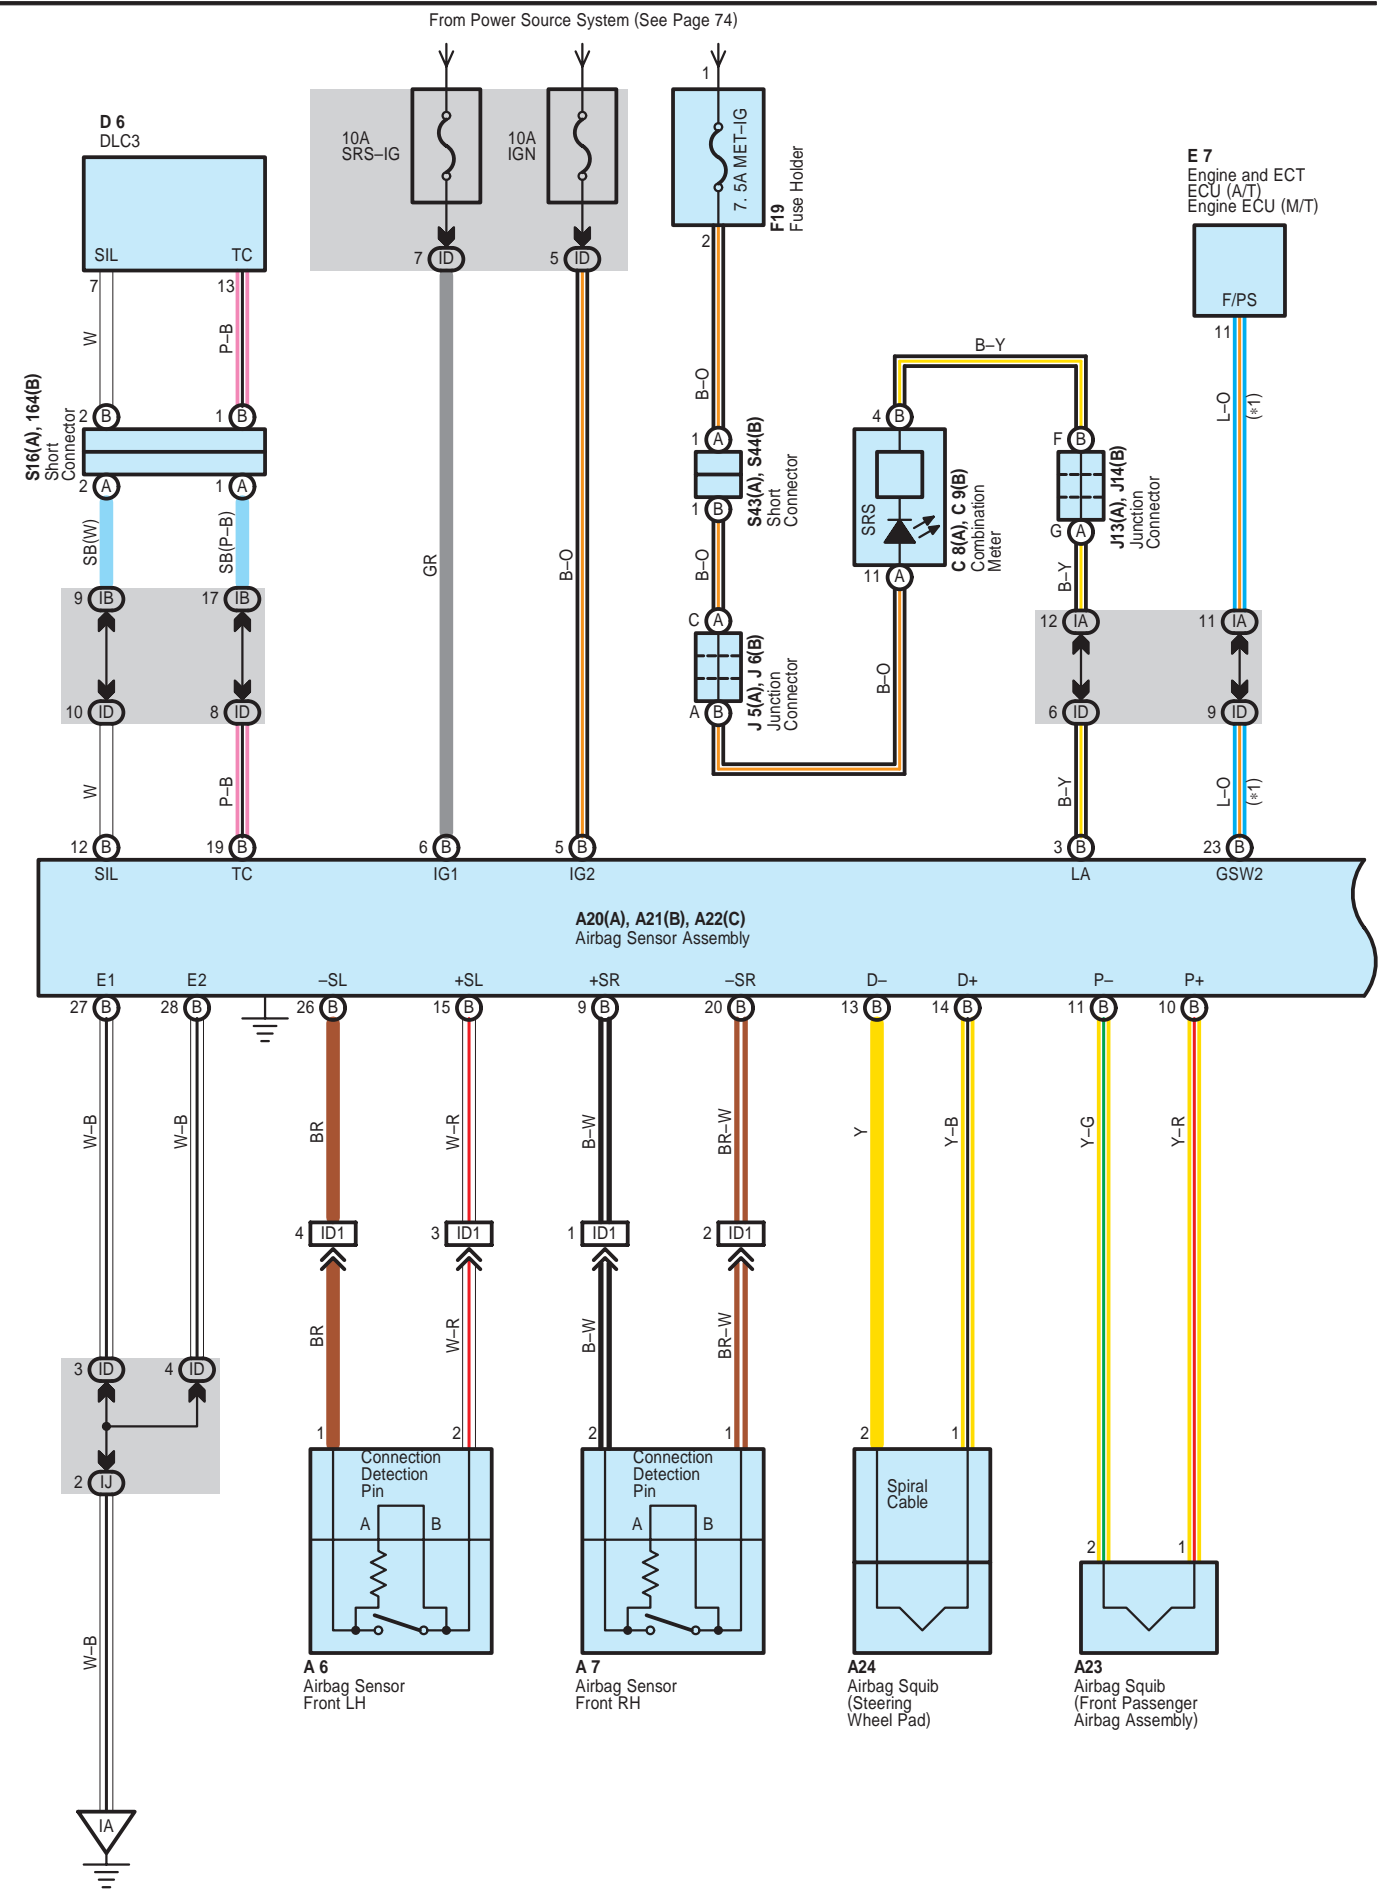 From Power Source System (See Page 74)
D 6
DLC3
SIL
TC
7
13
W
P–B
S16(A), 164(B)
Short
Connector
2
B
1
B
2
A
1
A
SB(W)
SB(P–B)
9
IB
17
IB
10
ID
8
ID
W
P–B
12
B
19
B
10A
SRS–IG
10A
IGN
7
ID
5
ID
GR
B–O
6
B
5
B
1
7. 5A MET–IG
F19
Fuse Holder
2
B–O
1
A
S43(A), S44(B)
Short
Connector
1
B
B–O
C
A
J 5(A), J 6(B)
Junction
Connector
A
B
B–O
B–Y
4
B
SRS
C 8(A), C 9(B)
Combination
Meter
11
A
F
B
J13(A), J14(B)
Junction
Connector
G
A
B–Y
12
IA
6
ID
B–Y
3
B
E 7
Engine and ECT
ECU (A/T)
Engine ECU (M/T)
F/PS
11
L–O
(*1)
11
IA
9
ID
L–O
(*1)
23
B
SIL
TC
IG1
IG2
LA
GSW2
A20(A), A21(B), A22(C)
Airbag Sensor Assembly
E1
E2
–SL
+SL
+SR
–SR
D–
D+
P–
P+
27
B
28
B
26
B
15
B
9
B
20
B
13
B
14
B
11
B
10
B
W–B
W–B
BR
W–R
B–W
BR–W
Y
Y–B
Y–G
Y–R
4
ID1
3
ID1
1
ID1
2
ID1
BR
W–R
B–W
BR–W
3
ID
4
ID
2
IJ
W–B
IA
1
2
Connection
Detection
Pin
A
B
A 6
Airbag Sensor
Front LH
2
1
Connection
Detection
Pin
A
B
A 7
Airbag Sensor
Front RH
2
1
Spiral
Cable
A24
Airbag Squib
(Steering
Wheel Pad)
2
1
A23
Airbag Squib
(Front Passenger
Airbag Assembly)